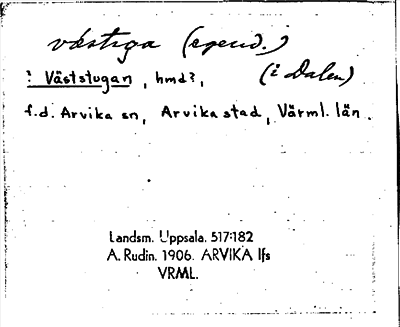 västga (egend.)
: Väststugan, hmd?, (i Dalen)
f.d. Arvika sn, Arvika stad, Värml. län.
Landsm. Uppsala. 517:182
A. Rudin. 1906. ARVIKA lfs
VRML.